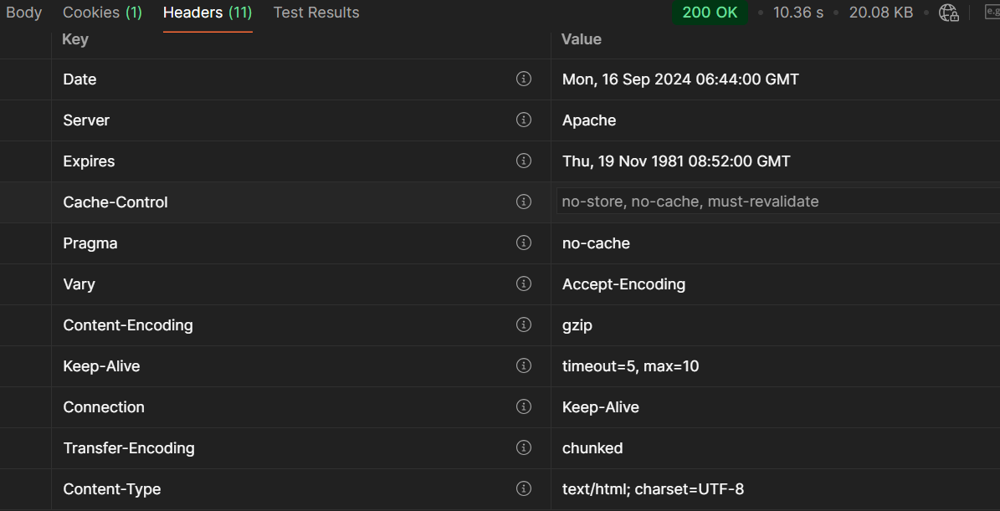 Body Cookies (1) Headers (11) Test Results 200 OK • 10.36 s • 20.08 KB • e.g
Key Value
Date Mon, 16 Sep 2024 06:44:00 GMT
Server Apache
Expires Thu, 19 Nov 1981 08:52:00 GMT
Cache-Control no-store, no-cache, must-revalidate
Pragma no-cache
Vary Accept-Encoding
Content-Encoding gzip
Keep-Alive timeout=5, max=10
Connection Keep-Alive
Transfer-Encoding chunked
Content-Type text/html; charset=UTF-8